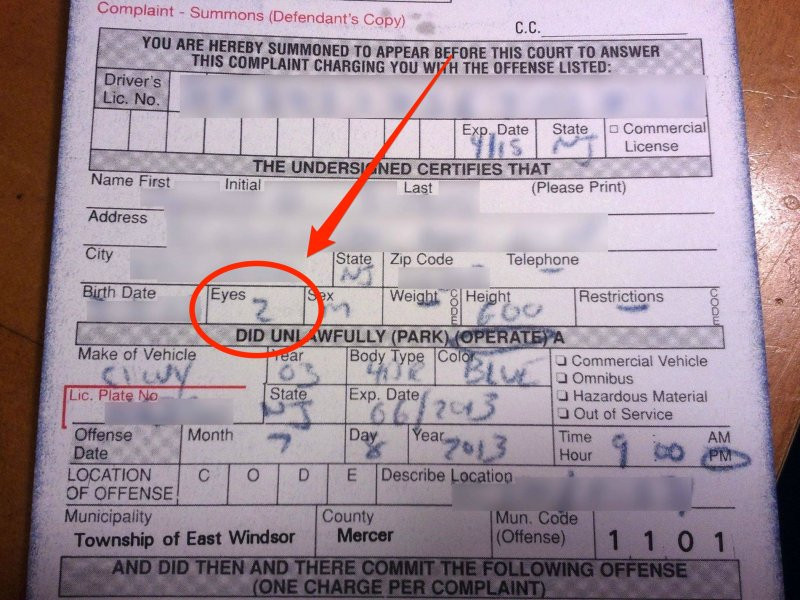 Complaint - Summons (Defendant's Copy)
C.C.
YOU ARE HEREBY SUMMONED TO APPEAR BEFORE THIS COURT TO ANSWER
THIS COMPLAINT CHARGING YOU WITH THE OFFENSE LISTED:
Driver's
Lic. No.
Exp. Date 4/15 State NJ Commercial
License
THE UNDERSIGNED CERTIFIES THAT
Name First Initial Last (Please Print)
Address
City State NJ Zip Code Telephone
Birth Date Eyes 2 Sex m Weight CODE Height 600 Restrictions CODE
DID UNLAWFULLY (PARK) (OPERATE) A
Make of Vehicle Year 03 Body Type 4DR Color BLUE Commercial Vehicle
Omnibus
Hazardous Material
Out of Service
Lic. Plate No State NJ Exp. Date 06/2013
Offense
Date Month 7 Day 8 Year 2013 Time
Hour 9 00 AM
PM
LOCATION
OF OFFENSE C O D E Describe Location
Municipality County Mun. Code
(Offense) 1 1 0 1
Township of East Windsor Mercer
AND DID THEN AND THERE COMMIT THE FOLLOWING OFFENSE
(ONE CHARGE PER COMPLAINT)